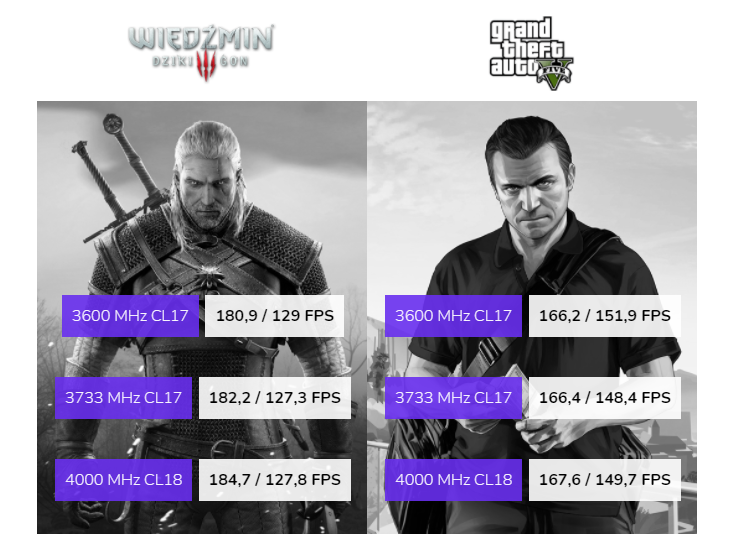 WIEDŹMIN
DZIKI GON
grand
theft
auto
FIVE
3600 MHz CL17 180,9 / 129 FPS
3733 MHz CL17 182,2 / 127,3 FPS
4000 MHz CL18 184,7 / 127,8 FPS
3600 MHz CL17 166,2 / 151,9 FPS
3733 MHz CL17 166,4 / 148,4 FPS
4000 MHz CL18 167,6 / 149,7 FPS